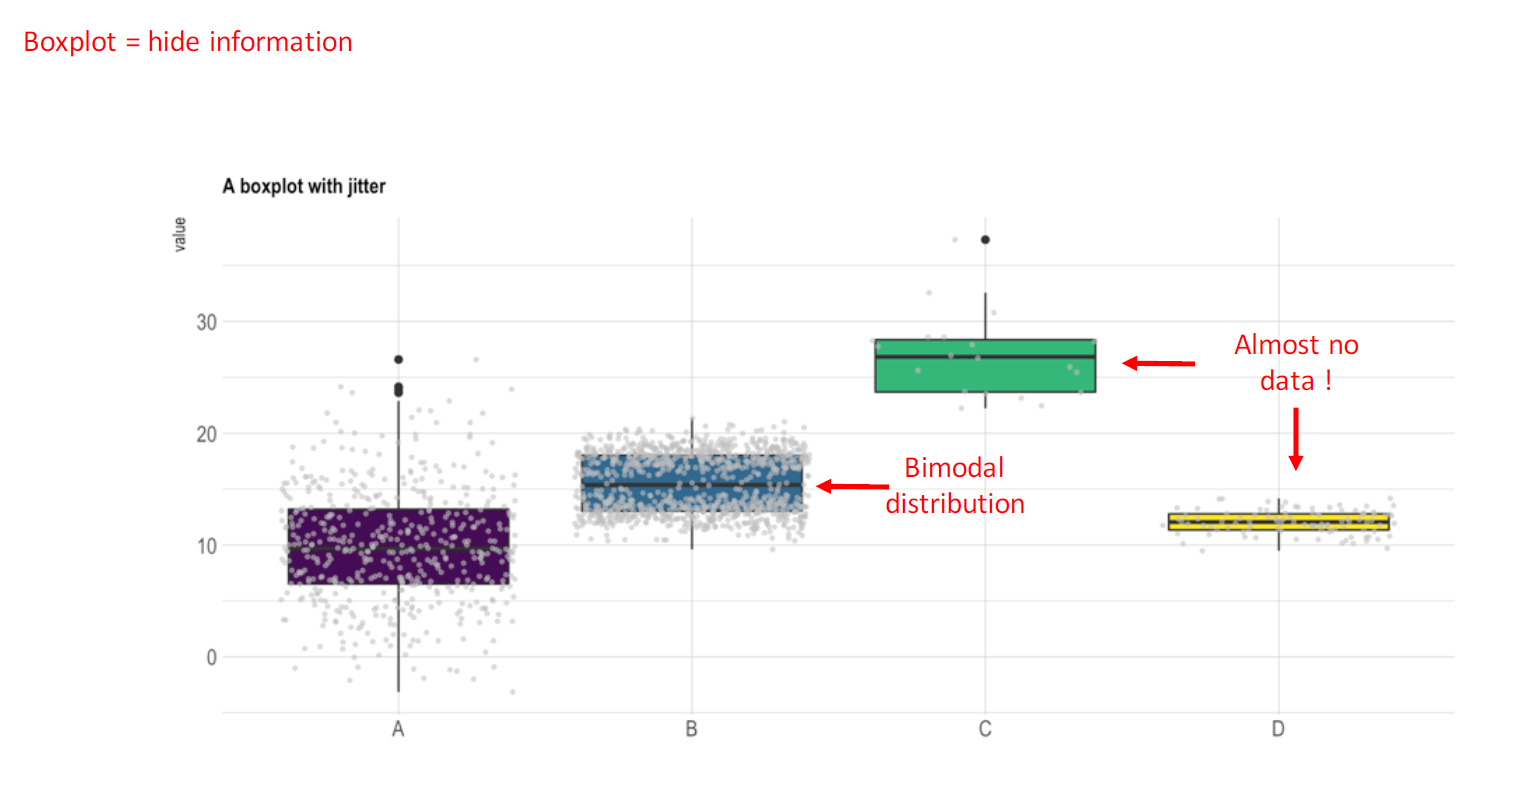 Boxplot = hide information
A boxplot with jitter
value
30
20
10
0
A
B
C
D
Almost no
data !
Bimodal
distribution